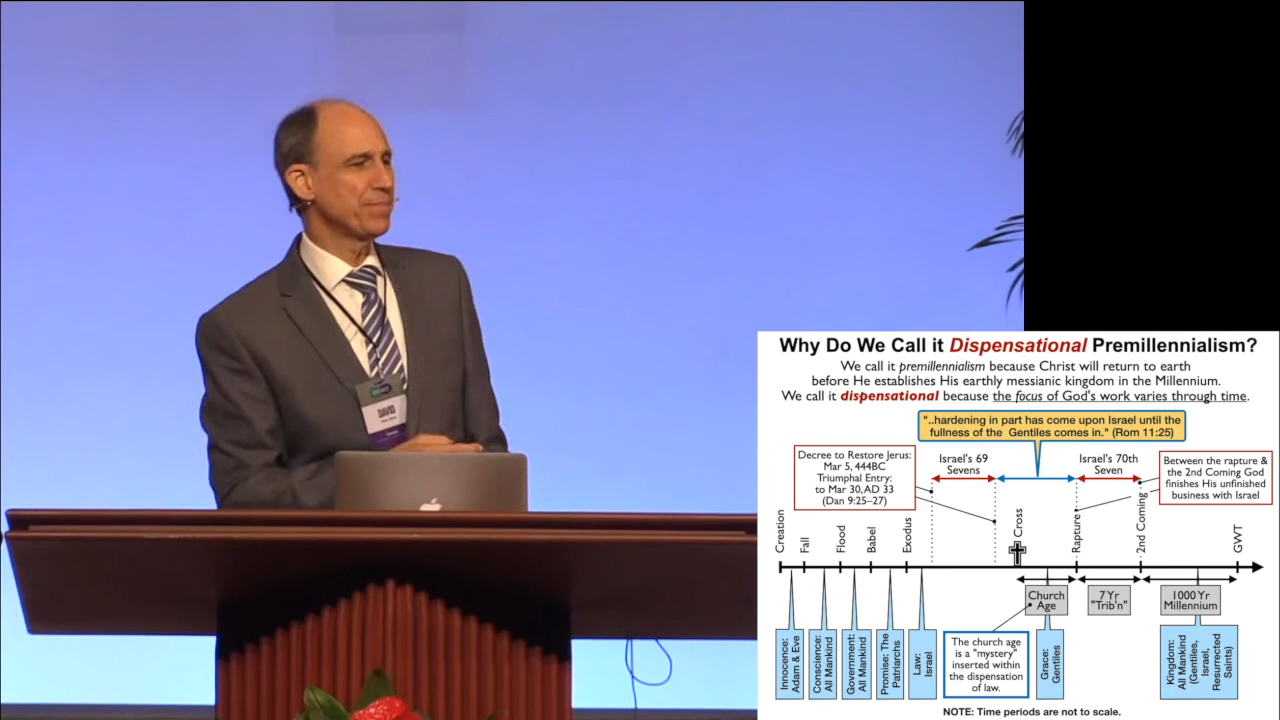 DAVID
Why Do We Call it Dispensational Premillennialism?
We call it premillennialism because Christ will return to earth
before He establishes His earthly messianic kingdom in the Millennium.
We call it dispensational because the focus of God's work varies through time.
"..hardening in part has come upon Israel until the
fullness of the Gentiles comes in." (Rom 11:25)
Decree to Restore Jerus:
Mar 5, 444BC
Triumphal Entry:
to Mar 30, AD 33
(Dan 9:25–27)
Israel's 69
Sevens
Israel's 70th
Seven
Between the rapture &
the 2nd Coming God
finishes His unfinished
business with Israel
Creation
Fall
Flood
Babel
Exodus
Cross
Rapture
2nd Coming
GWT
Church
Age
7 Yr
"Trib'n"
1000 Yr
Millennium
Innocence:
Adam & Eve
Conscience:
All Mankind
Government:
All Mankind
Promise: The
Patriarchs
Law:
Israel
The church age
is a "mystery"
inserted within
the dispensation
of law.
Grace:
Gentiles
Kingdom:
All Mankind
(Gentiles,
Israel,
Resurrected
Saints)
NOTE: Time periods are not to scale.